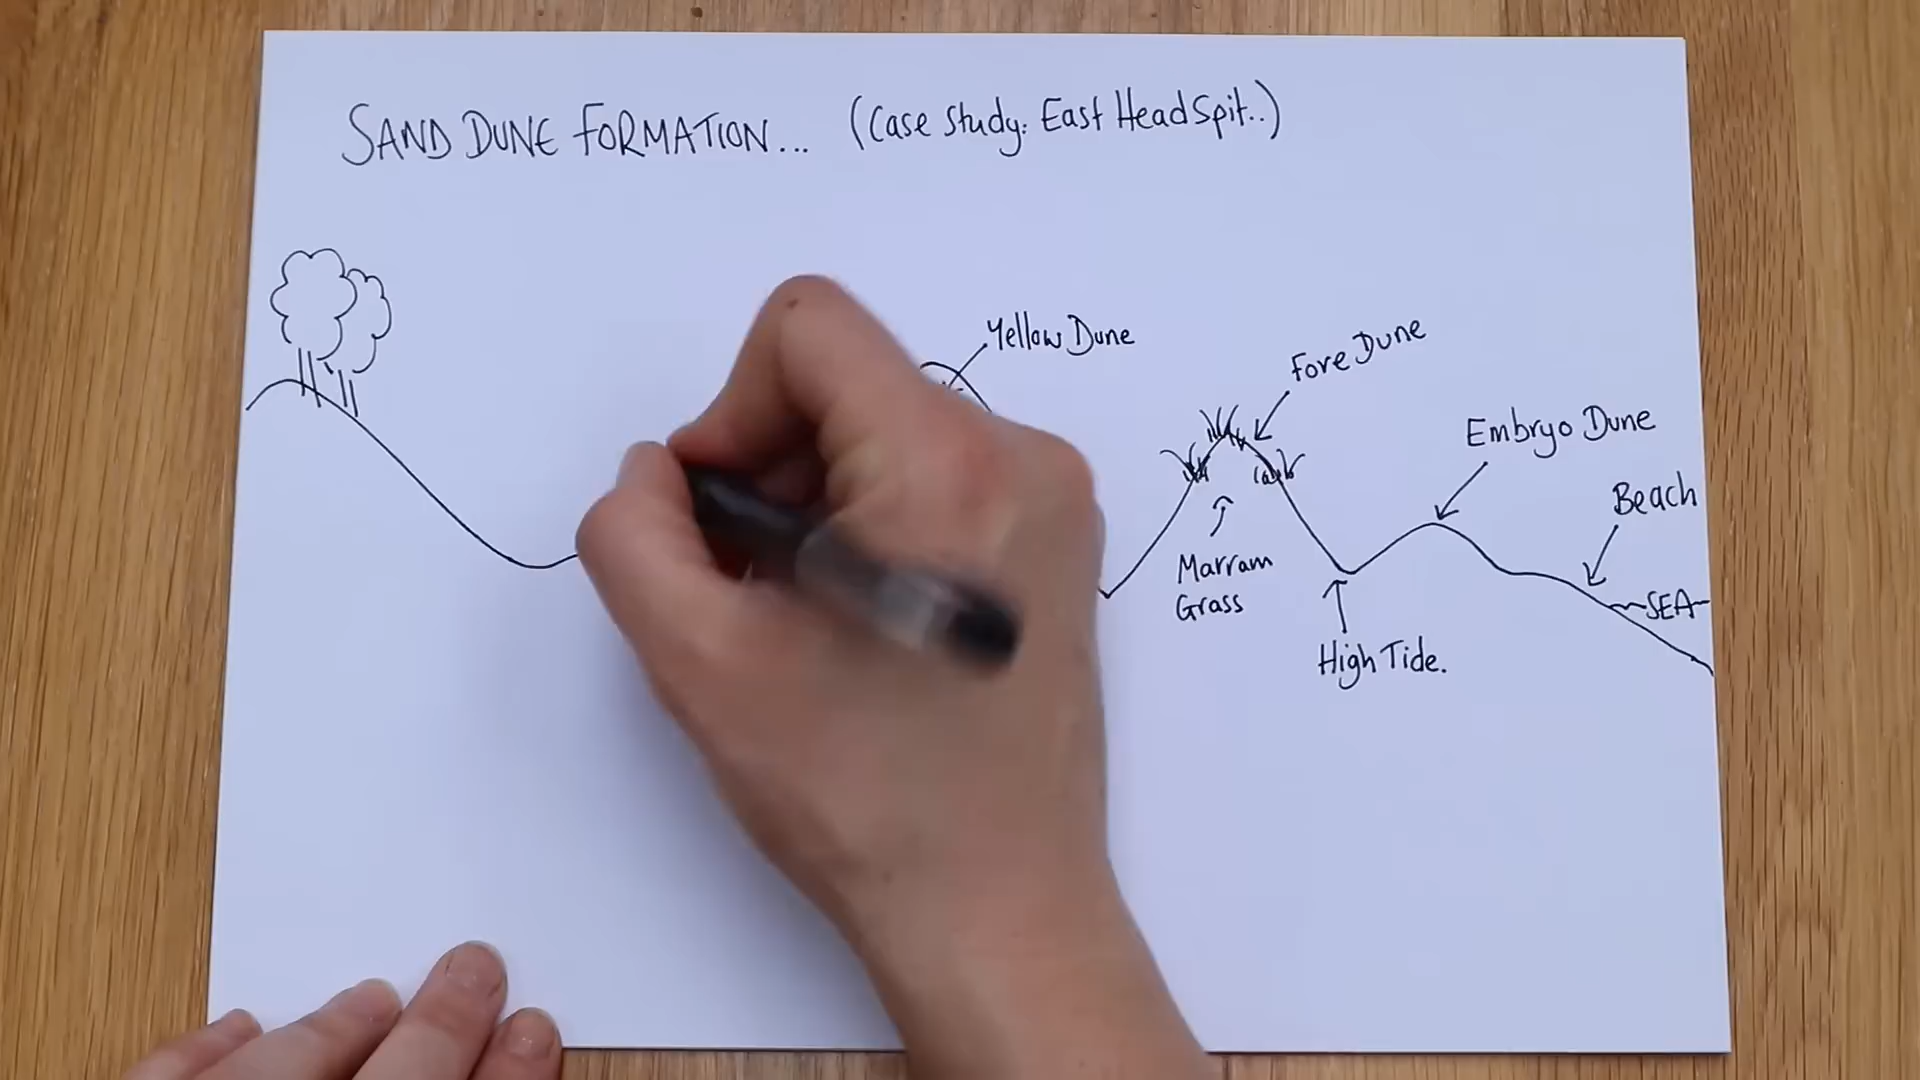 SAND DUNE FORMATION... (Case Study: East Head Spit..)
Yellow Dune
Fore Dune
Embryo Dune
Beach
Marram
Grass
SEA
High Tide.